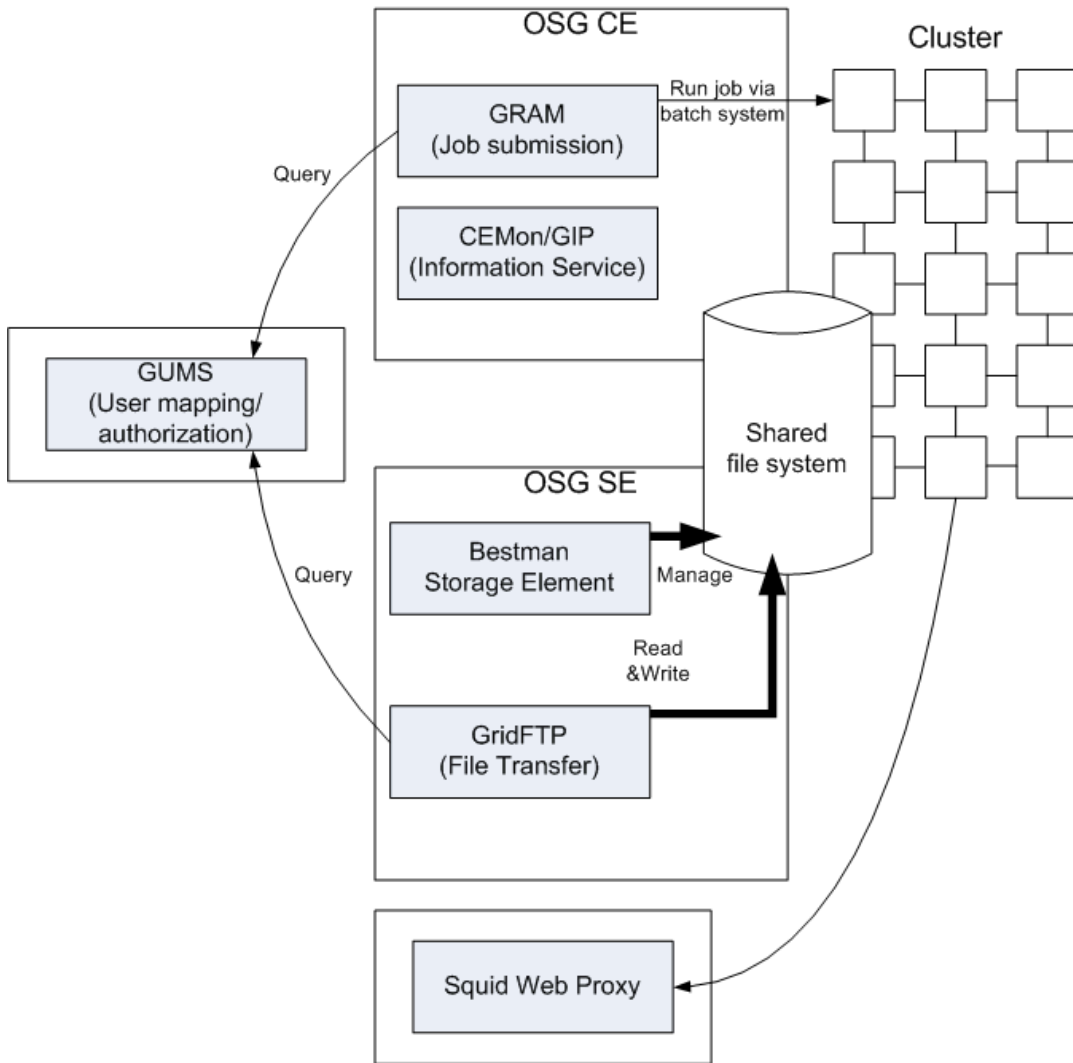 OSG CE
Cluster
GRAM
(Job submission)
Run job via
batch system
Query
CEMon/GIP
(Information Service)
GUMS
(User mapping/
authorization)
Shared
file system
OSG SE
Bestman
Storage Element
Manage
Query
Read
&Write
GridFTP
(File Transfer)
Squid Web Proxy